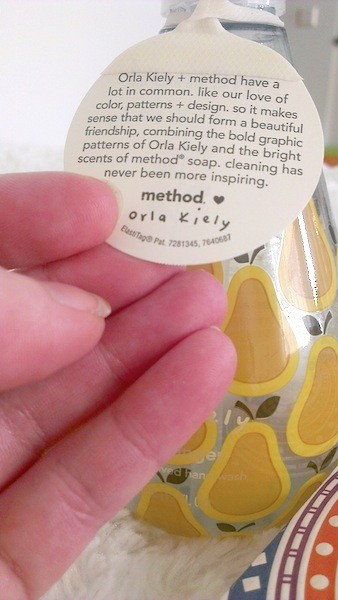 Orla Kiely + method have a
lot in common. like our love of
color, patterns + design. so it makes
sense that we should form a beautiful
friendship, combining the bold graphic
patterns of Orla Kiely and the bright
scents of method® soap. cleaning has
never been more inspiring.
method. ♥
orla kiely
ElastiTag® Pat. 7281345, 7640687
hand wash